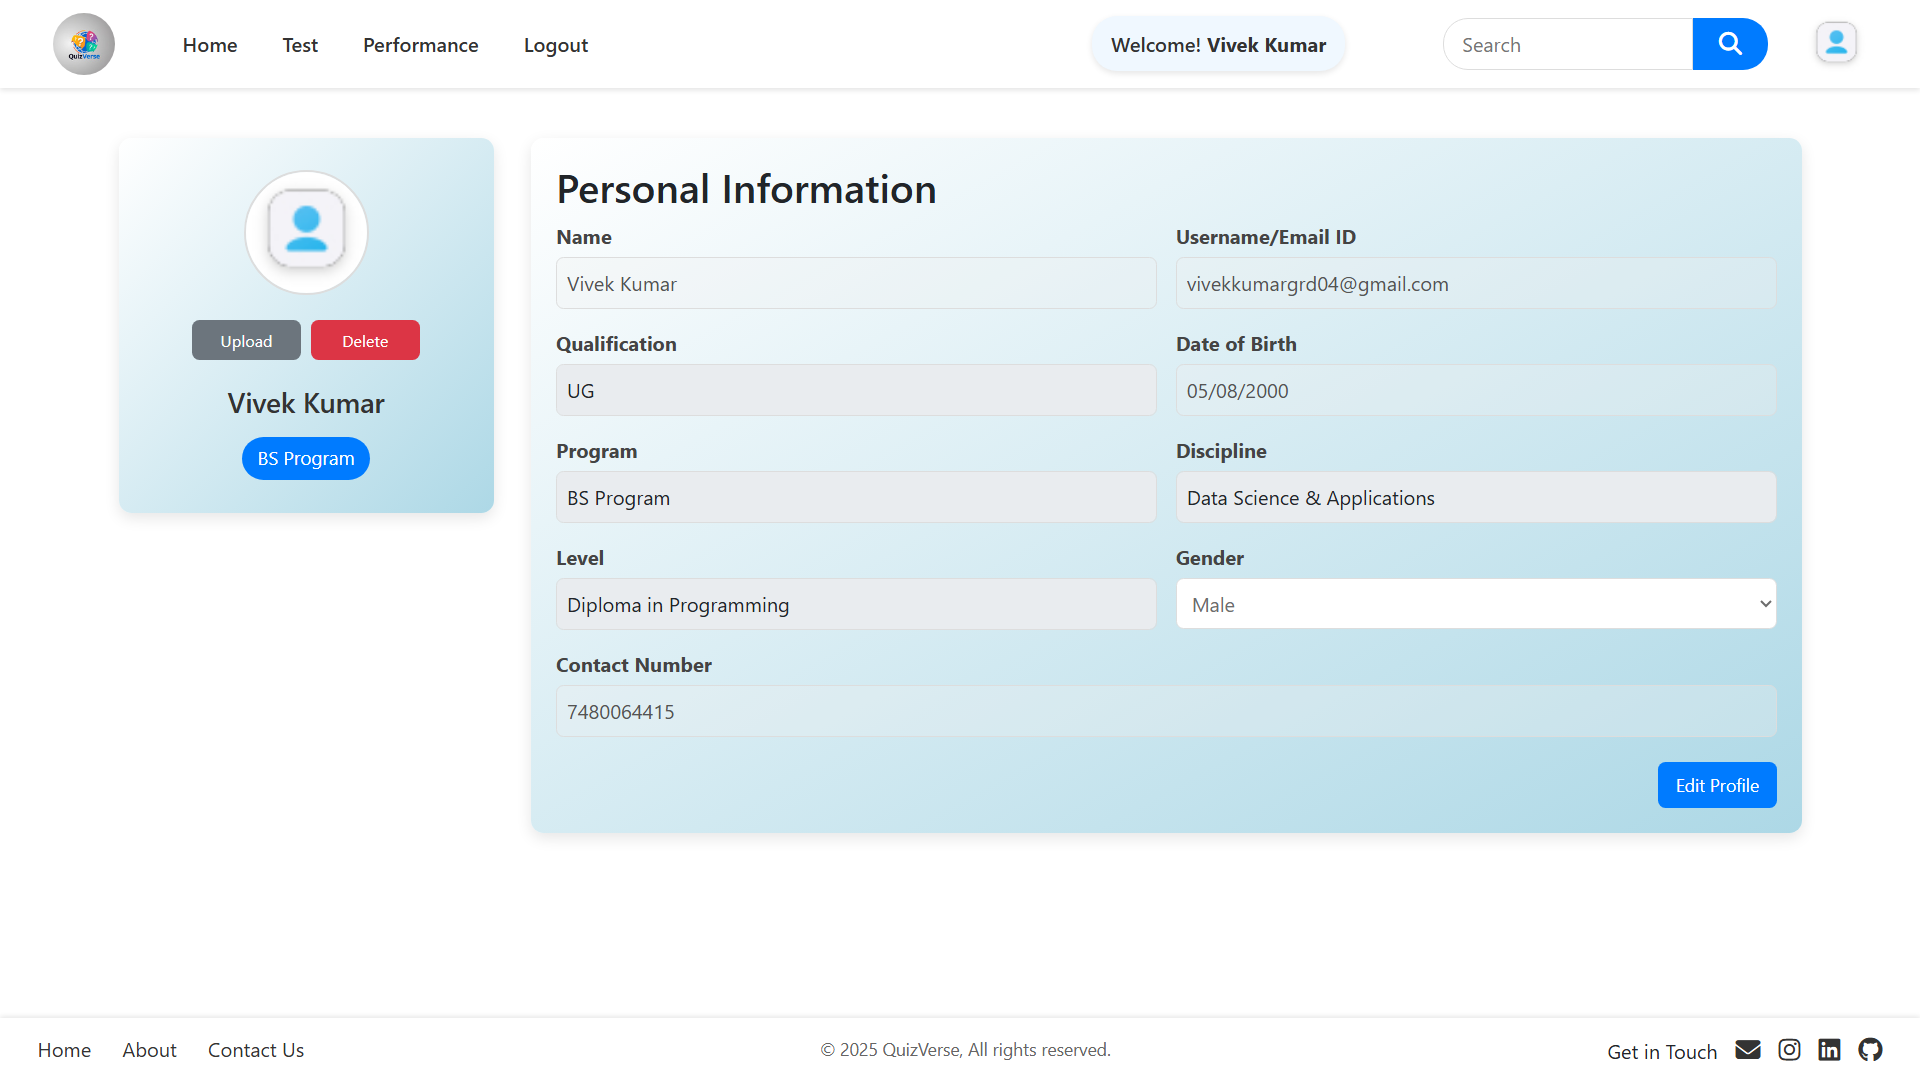 QuizVerse
Home Test Performance Logout
Welcome! Vivek Kumar
Search
Upload Delete
Vivek Kumar
BS Program
Personal Information
Name Username/Email ID
Vivek Kumar vivekkumargrd04@gmail.com
Qualification Date of Birth
UG 05/08/2000
Program Discipline
BS Program Data Science & Applications
Level Gender
Diploma in Programming Male
Contact Number
7480064415
Edit Profile
Home About Contact Us © 2025 QuizVerse, All rights reserved. Get in Touch